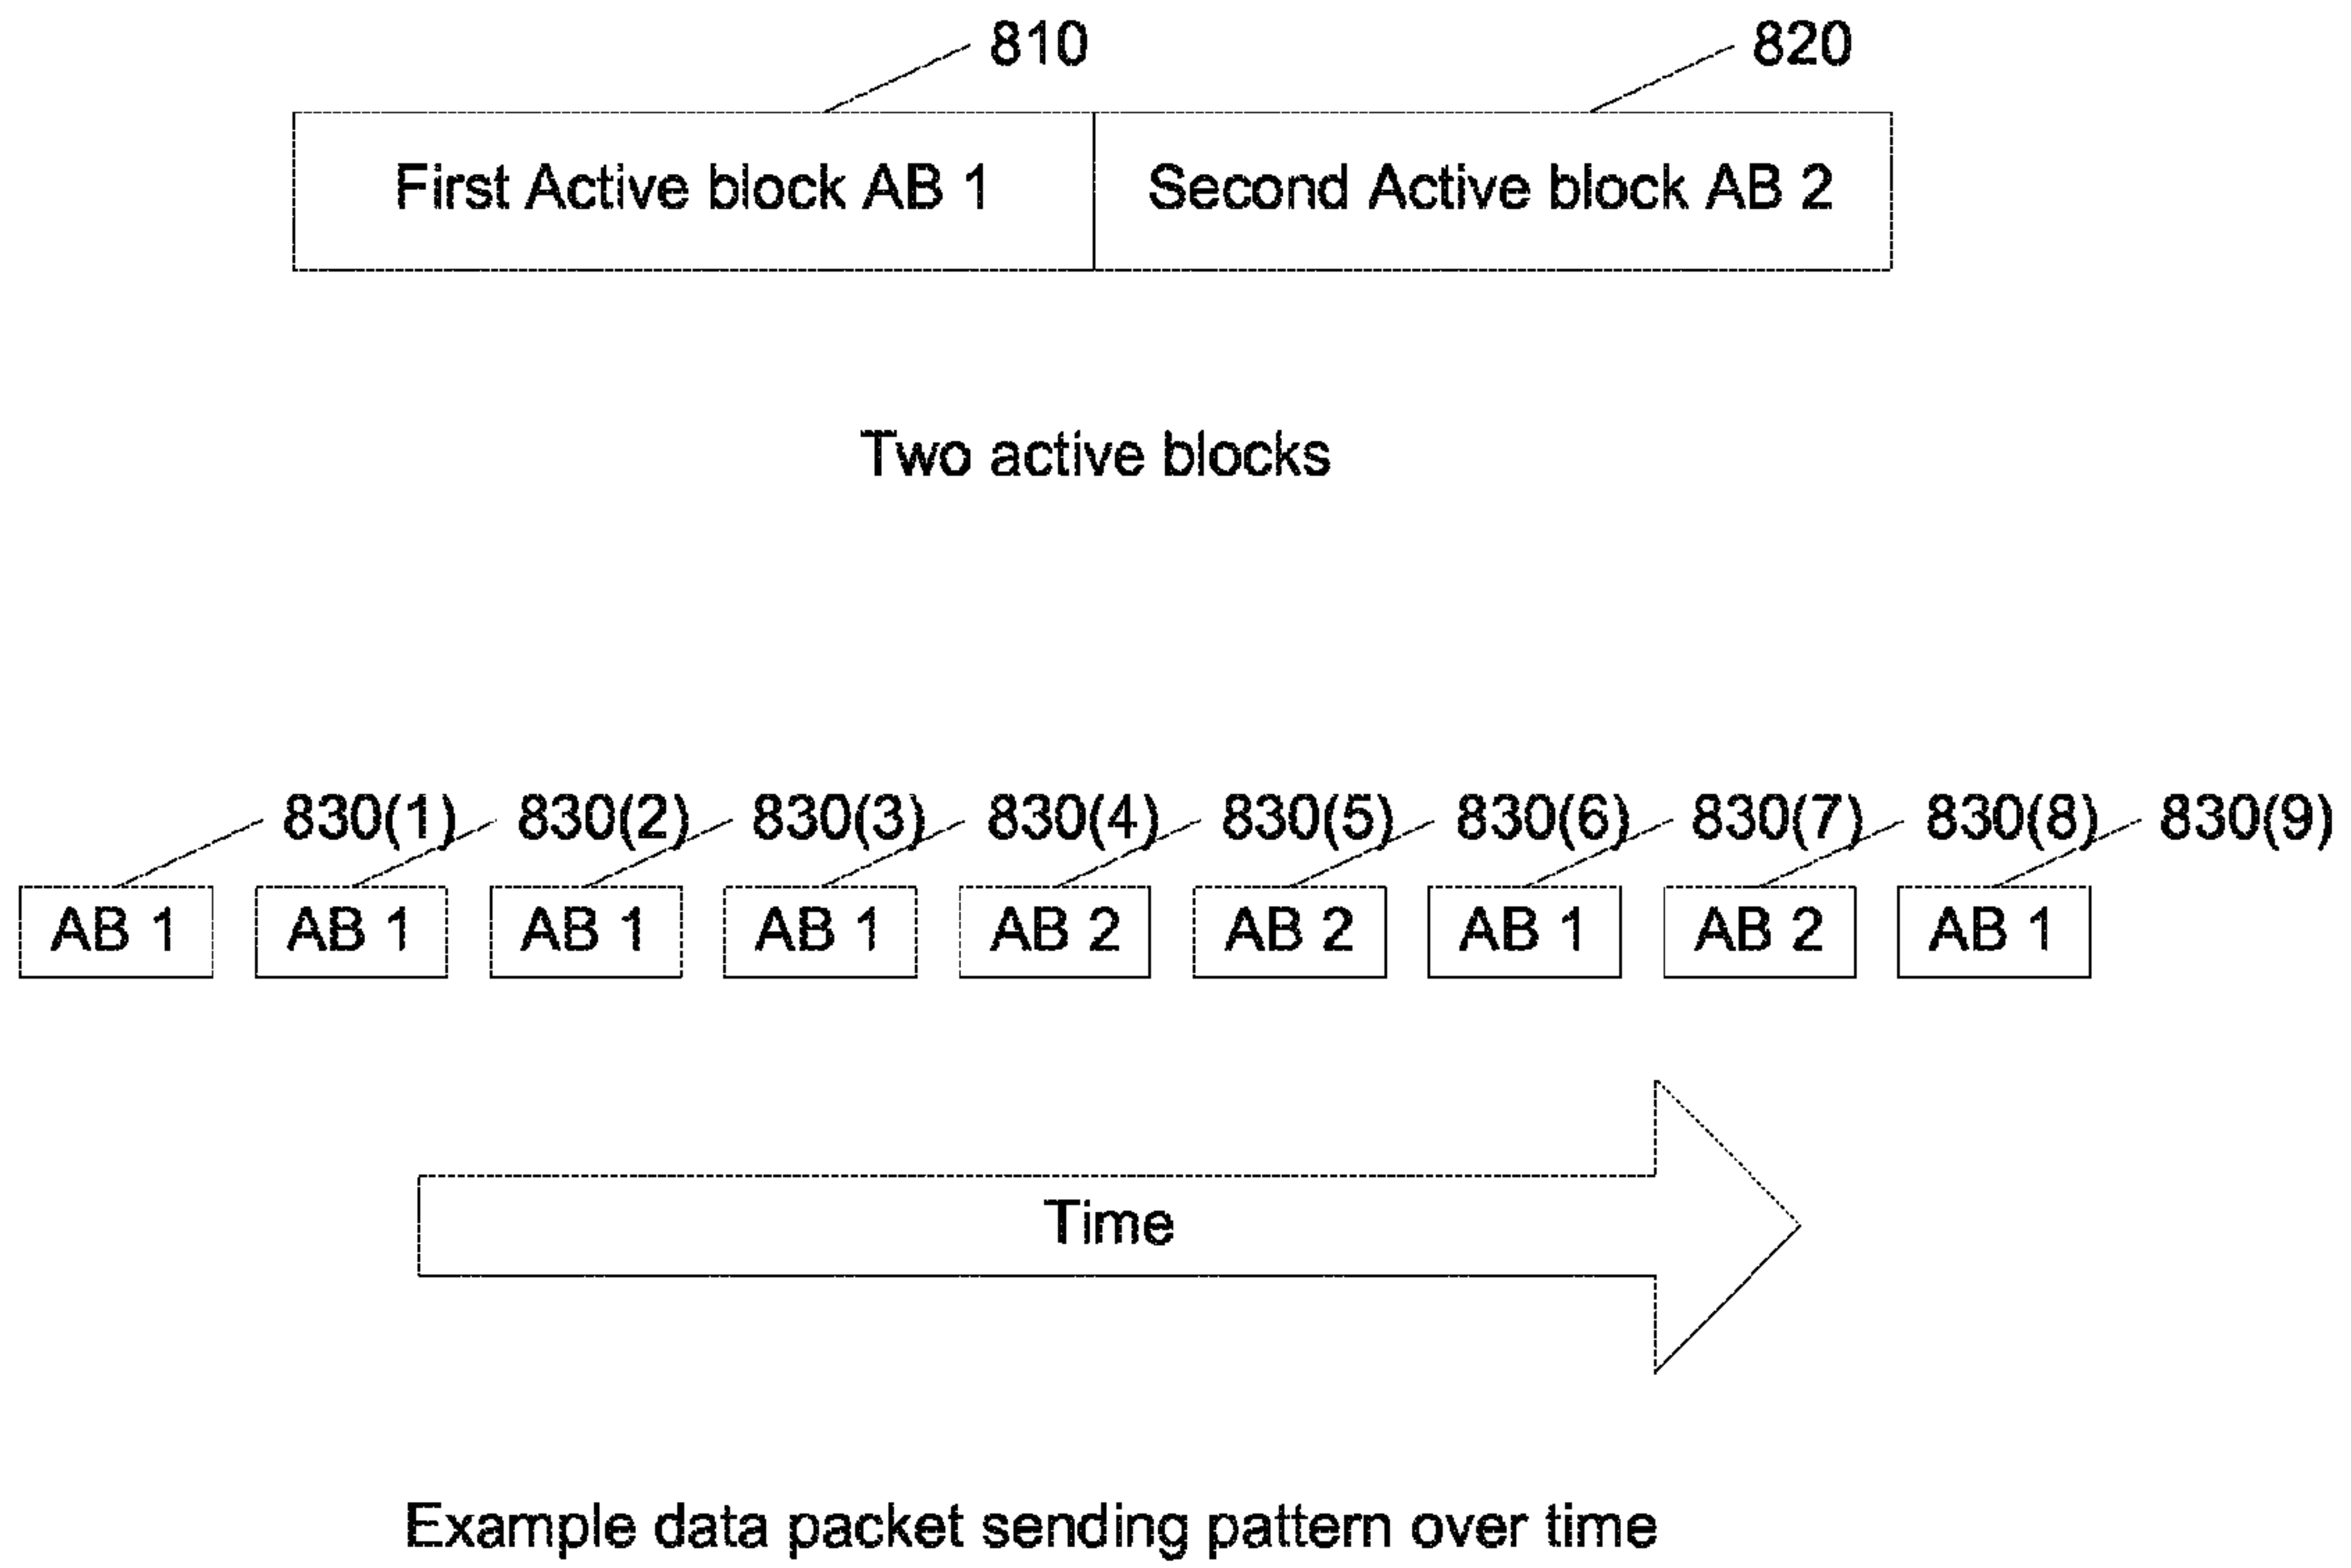 810 820
First Active block AB 1 Second Active block AB 2
Two active blocks
830(1) 830(2) 830(3) 830(4) 830(5) 830(6) 830(7) 830(8) 830(9)
AB 1 AB 1 AB 1 AB 1 AB 2 AB 2 AB 1 AB 2 AB 1
Time
Example data packet sending pattern over time